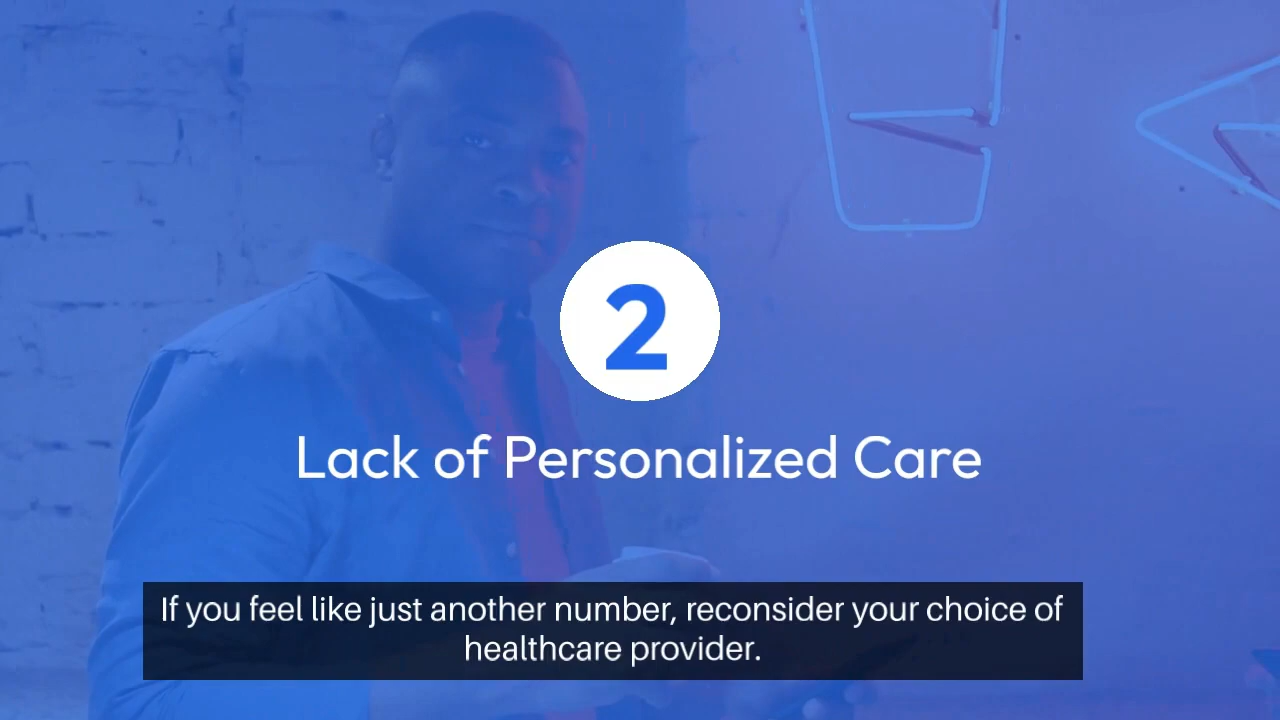 2
Lack of Personalized Care
If you feel like just another number, reconsider your choice of
healthcare provider.